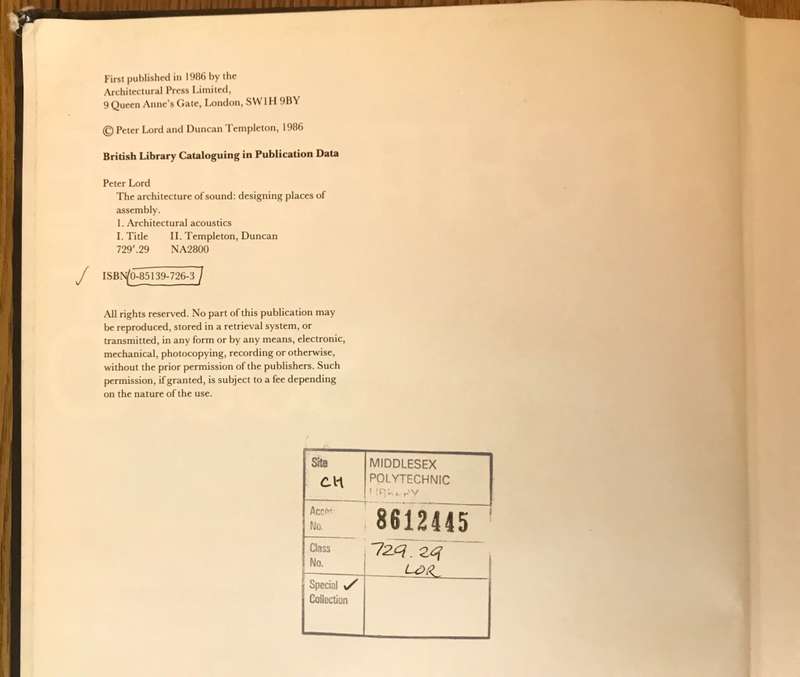 First published in 1986 by the
Architectural Press Limited,
9 Queen Anne's Gate, London, SW1H 9BY
© Peter Lord and Duncan Templeton, 1986
British Library Cataloguing in Publication Data
Peter Lord
The architecture of sound: designing places of
assembly.
1. Architectural acoustics
I. Title II. Templeton, Duncan
729'.29 NA2800
ISBN 0-85139-726-3
All rights reserved. No part of this publication may
be reproduced, stored in a retrieval system, or
transmitted, in any form or by any means, electronic,
mechanical, photocopying, recording or otherwise,
without the prior permission of the publishers. Such
permission, if granted, is subject to a fee depending
on the nature of the use.
Site CH
MIDDLESEX
POLYTECHNIC
LIBRARY
No.
8612445
Class
No.
729.29
LOR
Special ✓
Collection